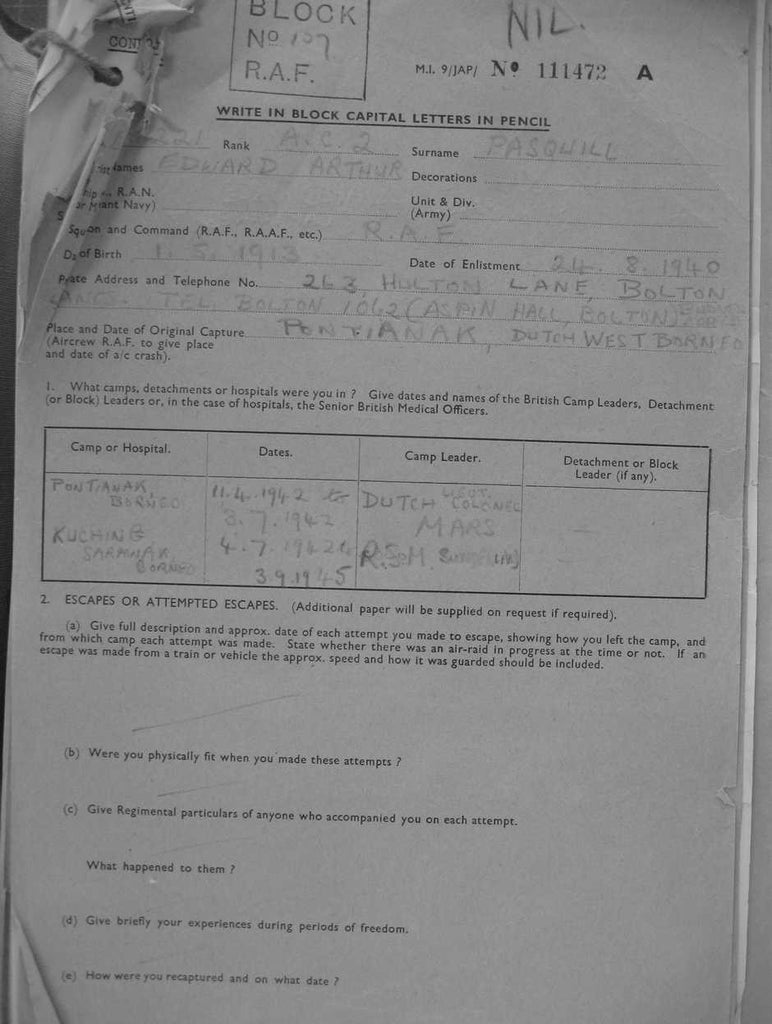 BLOCK
Nº 107
R.A.F.
NIL.
M.I. 9/JAP/ Nº 111472 A
WRITE IN BLOCK CAPITAL LETTERS IN PENCIL
221 Rank A.C.2 Surname PASQUILL
names EDWARD ARTHUR Decorations
R.A.N.
or Merchant Navy)
Unit & Div.
(Army)
Squon and Command (R.A.F., R.A.A.F., etc.) R.A.F.
D of Birth 1.5.1913 Date of Enlistment 24.8.1940
Private Address and Telephone No. 263, HULTON LANE, BOLTON
LANE. TEL. BOLTON 1062 (ASPIN HALL, BOLTON)
Place and Date of Original Capture PONTIANAK, DUTCH WEST BORNEO
(Aircrew R.A.F. to give place
and date of a/c crash).
1. What camps, detachments or hospitals were you in ? Give dates and names of the British Camp Leaders, Detachment
(or Block) Leaders or, in the case of hospitals, the Senior British Medical Officers.
Camp or Hospital. Dates. Camp Leader. Detachment or Block
Leader (if any).
PONTIANAK, BORNEO 11.4.1942 to 3.7.1942 DUTCH LIEUT. COLONEL MARS
KUCHING SARAWAK BORNEO 4.7.1942 to 3.9.1945 R.S.M.
2. ESCAPES OR ATTEMPTED ESCAPES. (Additional paper will be supplied on request if required).
(a) Give full description and approx. date of each attempt you made to escape, showing how you left the camp, and
from which camp each attempt was made. State whether there was an air-raid in progress at the time or not. If an
escape was made from a train or vehicle the approx. speed and how it was guarded should be included.
(b) Were you physically fit when you made these attempts ?
(c) Give Regimental particulars of anyone who accompanied you on each attempt.
What happened to them ?
(d) Give briefly your experiences during periods of freedom.
(e) How were you recaptured and on what date ?